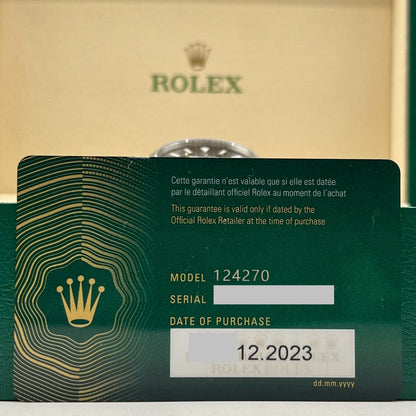 ROLEX
Cette garantie n'est valable que si elle est datée
par le détaillant officiel Rolex au moment de l'achat
This guarantee is valid only if dated by the
Official Rolex Retailer at the time of purchase
MODEL 124270
SERIAL
DATE OF PURCHASE
12.2023
ROLEX ROLEX
dd.mm.yyyy